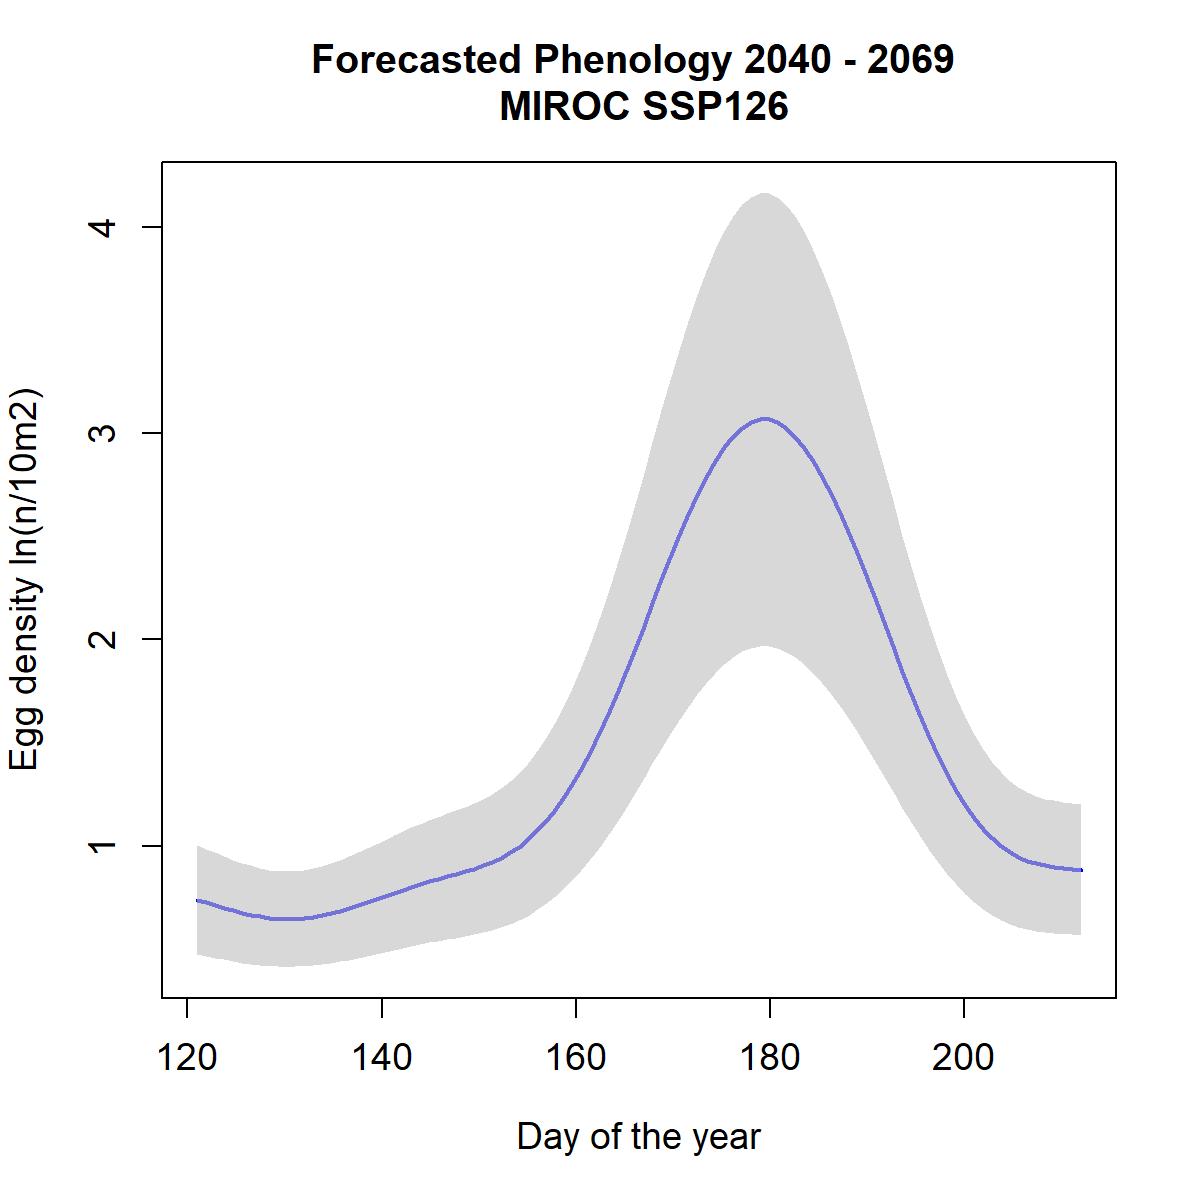 Forecasted Phenology 2040 - 2069
MIROC SSP126
Egg density ln(n/10m2)
4
3
2
1
120 140 160 180 200
Day of the year